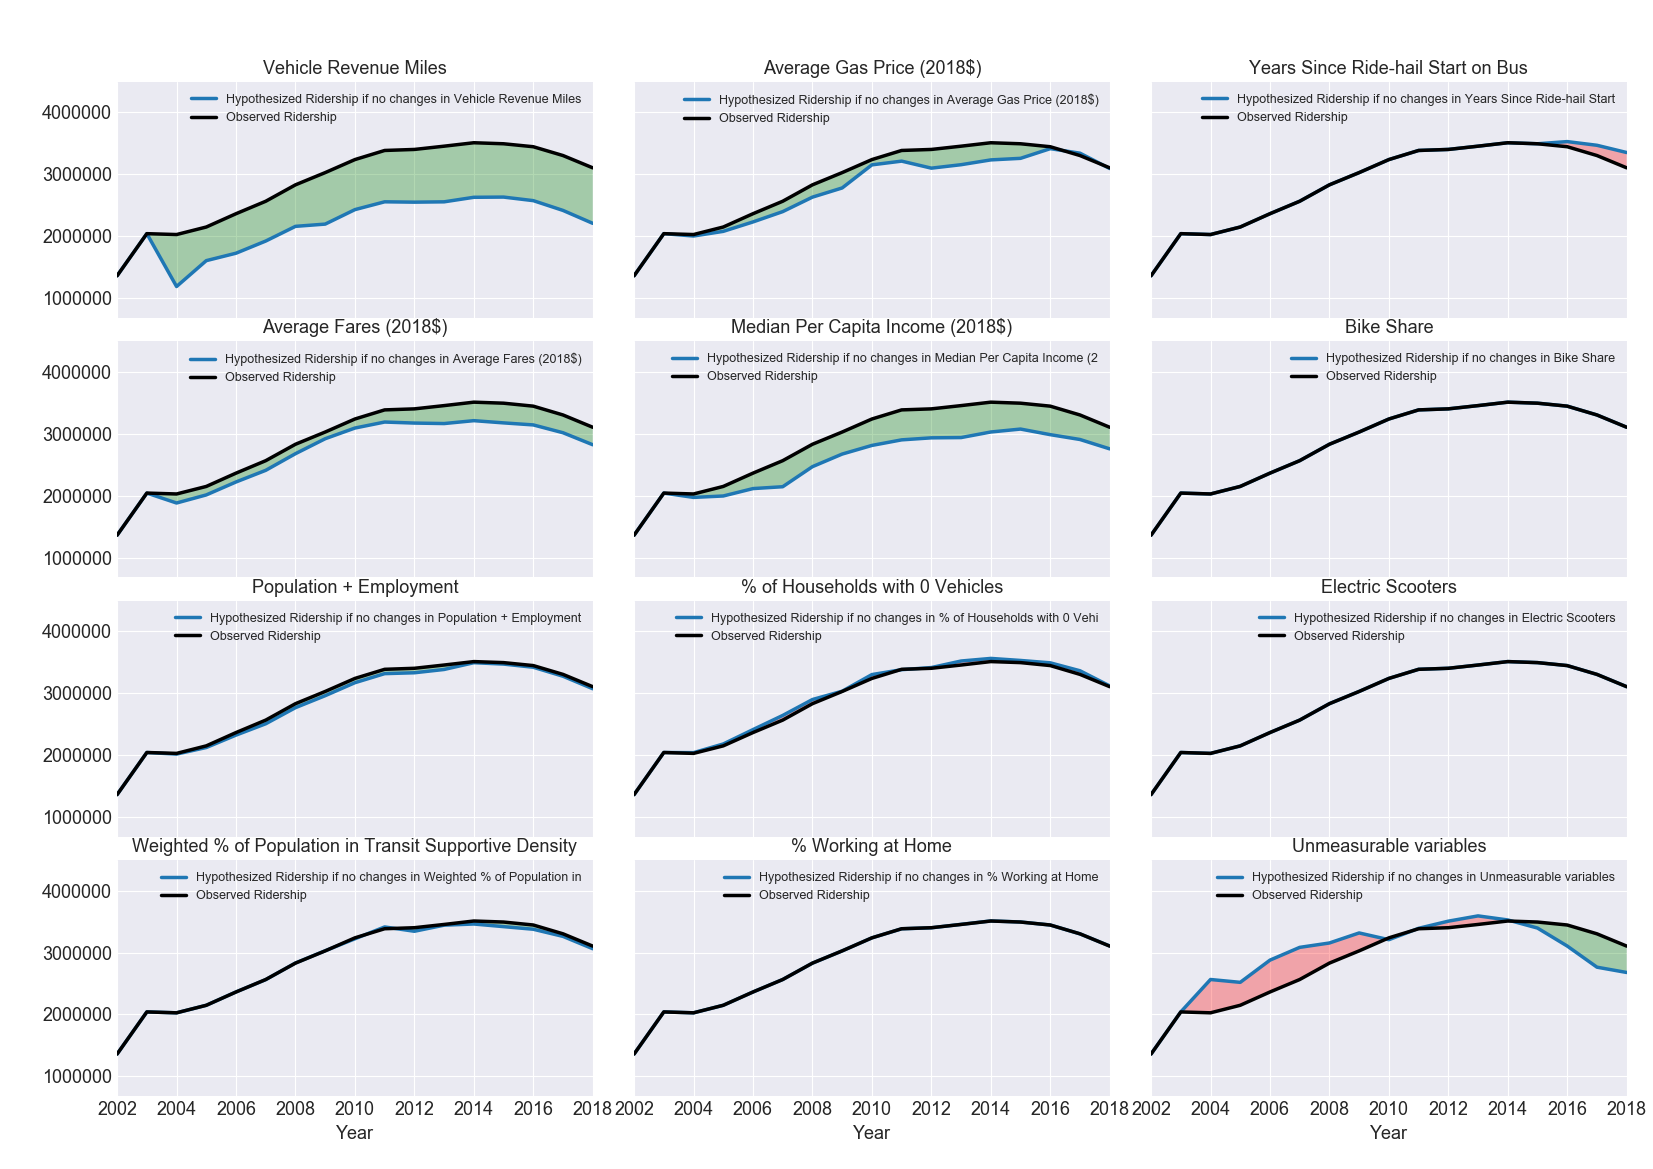 Vehicle Revenue Miles
Hypothesized Ridership if no changes in Vehicle Revenue Miles
Observed Ridership
4000000
3000000
2000000
1000000
Average Gas Price (2018$)
Hypothesized Ridership if no changes in Average Gas Price (2018$)
Observed Ridership
Years Since Ride-hail Start on Bus
Hypothesized Ridership if no changes in Years Since Ride-hail Start
Observed Ridership
Average Fares (2018$)
Hypothesized Ridership if no changes in Average Fares (2018$)
Observed Ridership
4000000
3000000
2000000
1000000
Median Per Capita Income (2018$)
Hypothesized Ridership if no changes in Median Per Capita Income (2
Observed Ridership
Bike Share
Hypothesized Ridership if no changes in Bike Share
Observed Ridership
Population + Employment
Hypothesized Ridership if no changes in Population + Employment
Observed Ridership
4000000
3000000
2000000
1000000
% of Households with 0 Vehicles
Hypothesized Ridership if no changes in % of Households with 0 Vehi
Observed Ridership
Electric Scooters
Hypothesized Ridership if no changes in Electric Scooters
Observed Ridership
Weighted % of Population in Transit Supportive Density
Hypothesized Ridership if no changes in Weighted % of Population in
Observed Ridership
4000000
3000000
2000000
1000000
2002 2004 2006 2008 2010 2012 2014 2016 2018
Year
% Working at Home
Hypothesized Ridership if no changes in % Working at Home
Observed Ridership
2002 2004 2006 2008 2010 2012 2014 2016 2018
Year
Unmeasurable variables
Hypothesized Ridership if no changes in Unmeasurable variables
Observed Ridership
2002 2004 2006 2008 2010 2012 2014 2016 2018
Year